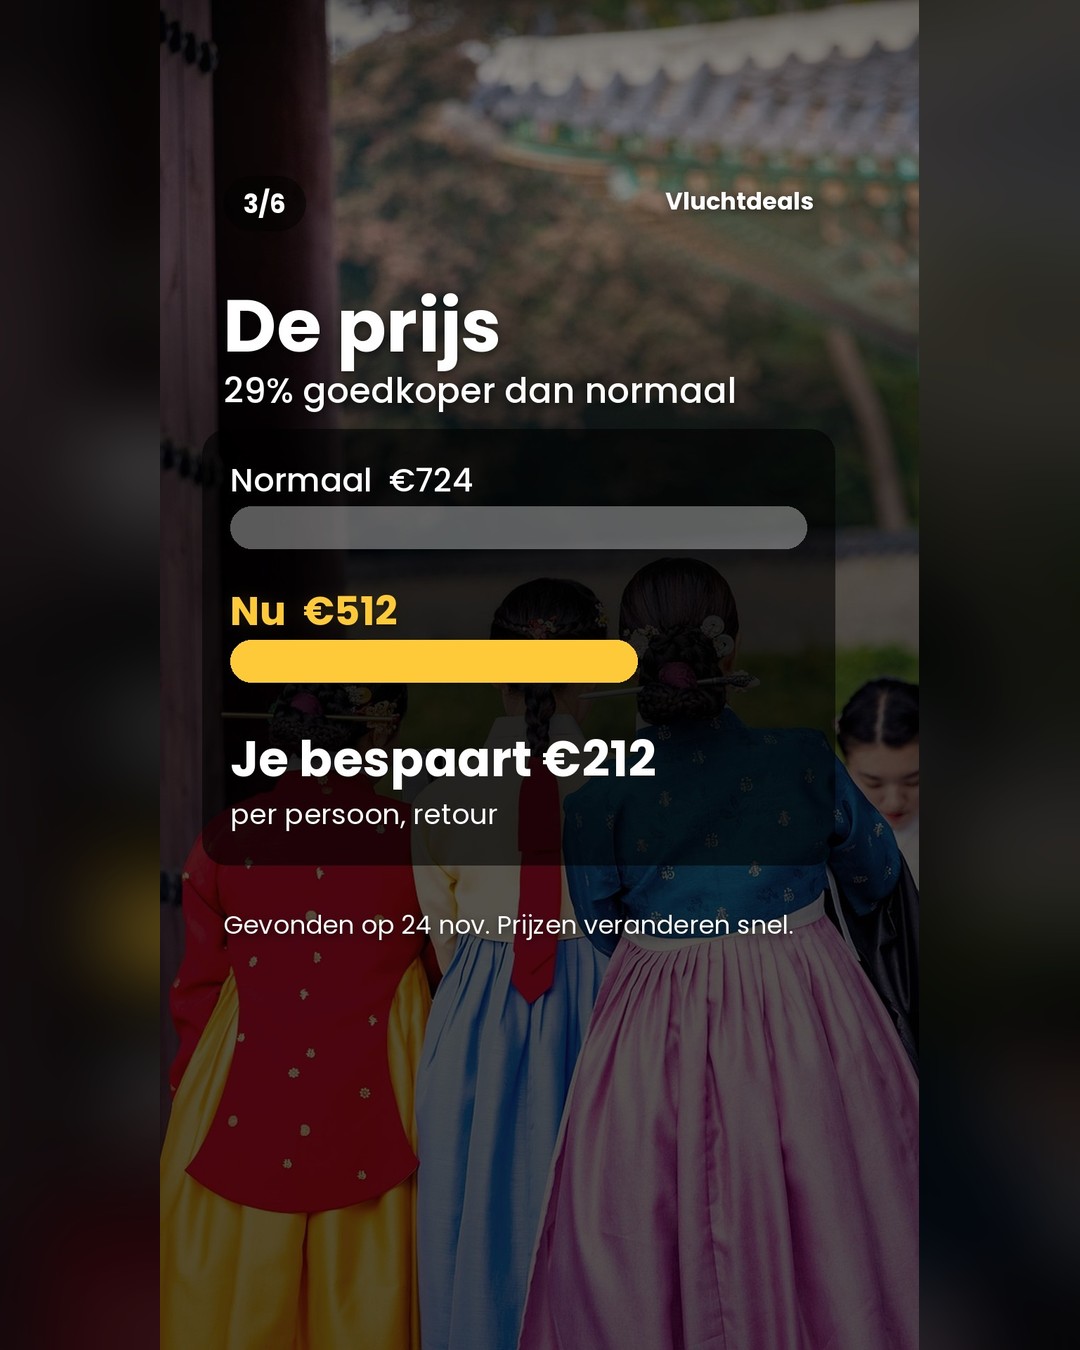 3/6
Vluchtdeals
De prijs
29% goedkoper dan normaal
Normaal €724
Nu €512
Je bespaart €212
per persoon, retour
Gevonden op 24 nov. Prijzen veranderen snel.